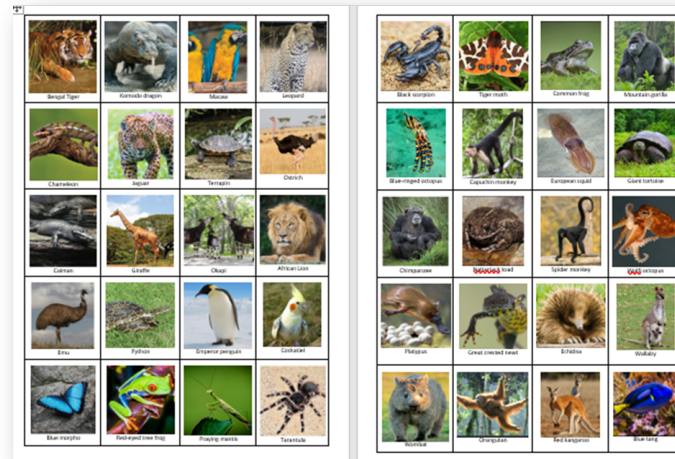 Bengal Tiger
Komodo dragon
Macaw
Leopard
Chameleon
Jaguar
Terrapin
Ostrich
Caiman
Giraffe
Okapi
African Lion
Emu
Python
Emperor penguin
Cockatiel
Blue morpho
Red-eyed tree frog
Praying mantis
Tarantula
Black scorpion
Tiger moth
Common frog
Mountain gorilla
Blue-ringed octopus
Capuchin monkey
European squid
Giant tortoise
Chimpanzee
toad
Spider monkey
octopus
Platypus
Great crested newt
Echidna
Wallaby
Wombat
Orangutan
Red kangaroo
Blue tang